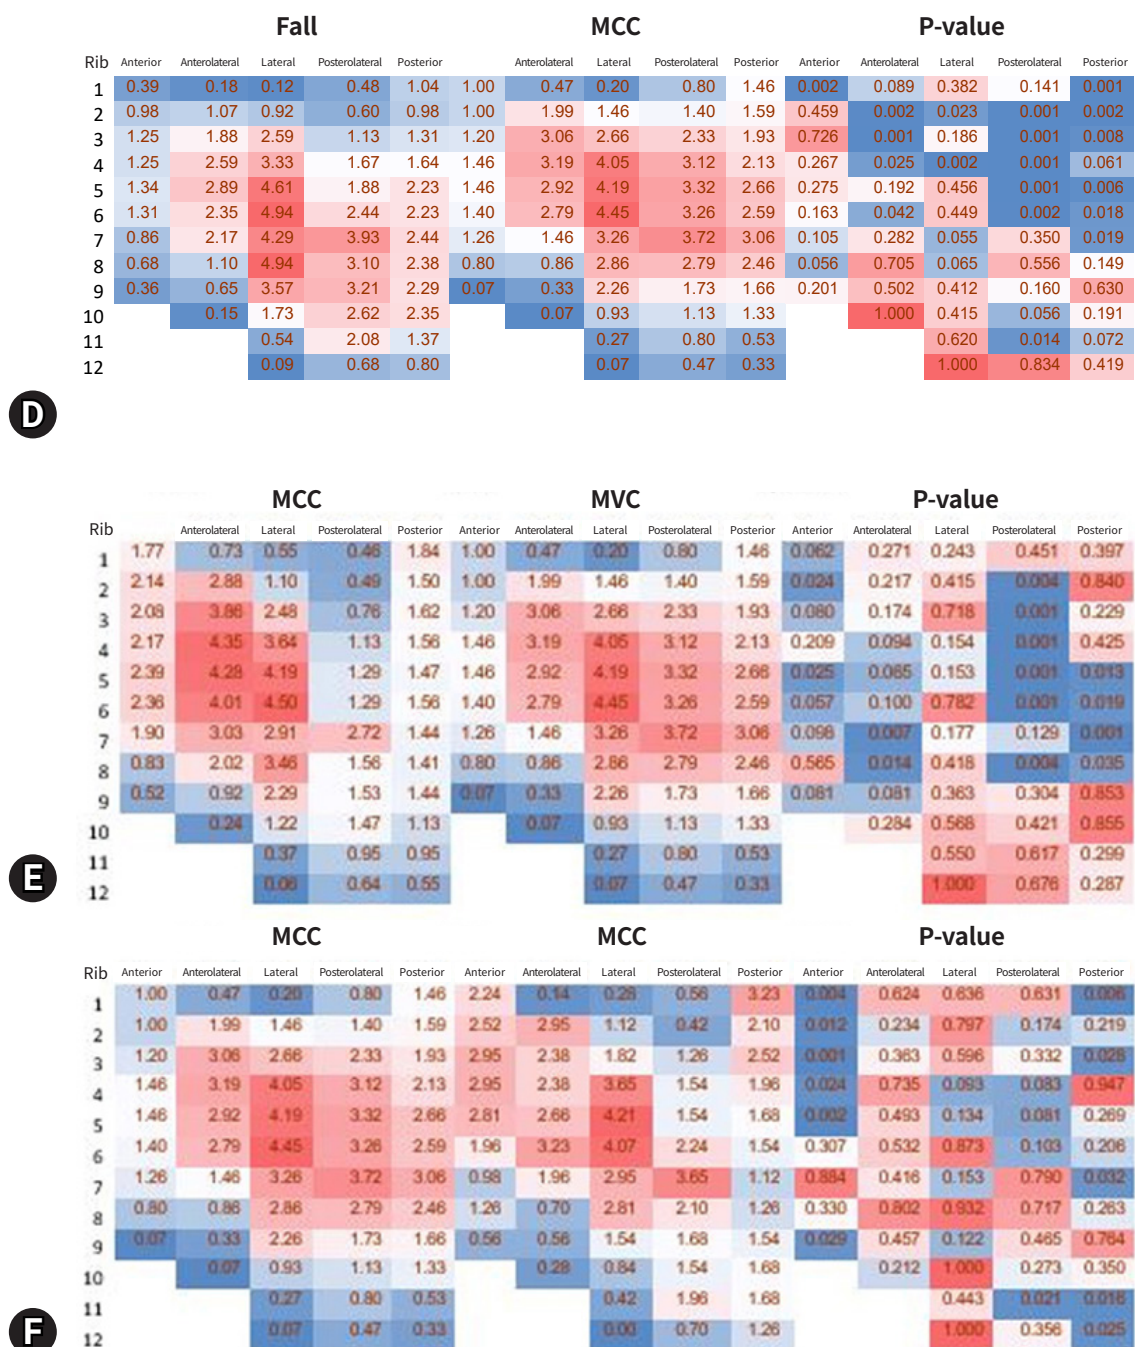 Fall MCC P-value
Rib Anterior Anterolateral Lateral Posterolateral Posterior Anterolateral Lateral Posterolateral Posterior Anterior Anterolateral Lateral Posterolateral Posterior
1 0.39 0.18 0.12 0.48 1.04 1.00 0.47 0.20 0.80 1.46 0.002 0.089 0.382 0.141 0.001
2 0.98 1.07 0.92 0.60 0.98 1.00 1.99 1.46 1.40 1.59 0.459 0.002 0.023 0.001 0.002
3 1.25 1.88 2.59 1.13 1.31 1.20 3.06 2.66 2.33 1.93 0.726 0.001 0.186 0.001 0.008
4 1.25 2.59 3.33 1.67 1.64 1.46 3.19 4.05 3.12 2.13 0.267 0.025 0.002 0.001 0.061
5 1.34 2.89 4.61 1.88 2.23 1.46 2.92 4.19 3.32 2.66 0.275 0.192 0.456 0.001 0.006
6 1.31 2.35 4.94 2.44 2.23 1.40 2.79 4.45 3.26 2.59 0.163 0.042 0.449 0.002 0.018
7 0.86 2.17 4.29 3.93 2.44 1.26 1.46 3.26 3.72 3.06 0.105 0.282 0.055 0.350 0.019
8 0.68 1.10 4.94 3.10 2.38 0.80 0.86 2.86 2.79 2.46 0.056 0.705 0.065 0.556 0.149
9 0.36 0.65 3.57 3.21 2.29 0.07 0.33 2.26 1.73 1.66 0.201 0.502 0.412 0.160 0.630
10 0.15 1.73 2.62 2.35 0.07 0.93 1.13 1.33 1.000 0.415 0.056 0.191
11 0.54 2.08 1.37 0.27 0.80 0.53 0.620 0.014 0.072
12 0.09 0.68 0.80 0.07 0.47 0.33 1.000 0.834 0.419
D
MCC MVC P-value
Rib Anterolateral Lateral Posterolateral Posterior Anterior Anterolateral Lateral Posterolateral Posterior Anterior Anterolateral Lateral Posterolateral Posterior
1 1.77 0.73 0.55 0.46 1.84 1.00 0.47 0.20 0.80 1.46 0.062 0.271 0.243 0.451 0.397
2 2.14 2.88 1.10 0.49 1.50 1.00 1.99 1.46 1.40 1.59 0.024 0.217 0.415 0.004 0.840
3 2.08 3.86 2.48 0.76 1.62 1.20 3.06 2.66 2.33 1.93 0.080 0.174 0.718 0.001 0.229
4 2.17 4.35 3.64 1.13 1.56 1.46 3.19 4.05 3.12 2.13 0.209 0.094 0.154 0.001 0.425
5 2.39 4.28 4.19 1.29 1.47 1.46 2.92 4.19 3.32 2.66 0.025 0.065 0.153 0.001 0.013
6 2.36 4.01 4.50 1.29 1.56 1.40 2.79 4.45 3.26 2.59 0.057 0.100 0.782 0.001 0.019
7 1.90 3.03 2.91 2.72 1.44 1.26 1.46 3.26 3.72 3.06 0.098 0.007 0.177 0.129 0.001
8 0.83 2.02 3.46 1.56 1.41 0.80 0.86 2.86 2.79 2.46 0.565 0.014 0.418 0.004 0.035
9 0.52 0.92 2.29 1.53 1.44 0.07 0.33 2.26 1.73 1.66 0.081 0.081 0.363 0.304 0.853
10 0.24 1.22 1.47 1.13 0.07 0.93 1.13 1.33 0.284 0.568 0.421 0.855
11 0.37 0.95 0.95 0.27 0.80 0.53 0.550 0.617 0.299
12 0.06 0.64 0.55 0.07 0.47 0.33 1.000 0.676 0.287
E
MCC MCC P-value
Rib Anterior Anterolateral Lateral Posterolateral Posterior Anterior Anterolateral Lateral Posterolateral Posterior Anterior Anterolateral Lateral Posterolateral Posterior
1 1.00 0.47 0.20 0.80 1.46 2.24 0.14 0.28 0.56 3.23 0.004 0.624 0.636 0.631 0.006
2 1.00 1.99 1.46 1.40 1.59 2.52 2.95 1.12 0.42 2.10 0.012 0.234 0.797 0.174 0.219
3 1.20 3.06 2.66 2.33 1.93 2.95 2.38 1.82 1.26 2.52 0.001 0.363 0.596 0.332 0.028
4 1.46 3.19 4.05 3.12 2.13 2.95 2.38 3.65 1.54 1.96 0.024 0.735 0.093 0.083 0.947
5 1.46 2.92 4.19 3.32 2.66 2.81 2.66 4.21 1.54 1.68 0.002 0.493 0.134 0.081 0.269
6 1.40 2.79 4.45 3.26 2.59 1.96 3.23 4.07 2.24 1.54 0.307 0.532 0.873 0.103 0.206
7 1.26 1.46 3.26 3.72 3.06 0.98 1.96 2.95 3.65 1.12 0.884 0.416 0.153 0.790 0.032
8 0.80 0.86 2.86 2.79 2.46 1.26 0.70 2.81 2.10 1.26 0.330 0.802 0.932 0.717 0.263
9 0.07 0.33 2.26 1.73 1.66 0.56 0.56 1.54 1.68 1.54 0.029 0.457 0.122 0.465 0.764
10 0.07 0.93 1.13 1.33 0.28 0.84 1.54 1.68 0.212 1.000 0.273 0.350
11 0.27 0.80 0.53 0.42 1.96 1.68 0.443 0.021 0.016
12 0.07 0.47 0.33 0.00 0.70 1.26 1.000 0.356 0.025
F